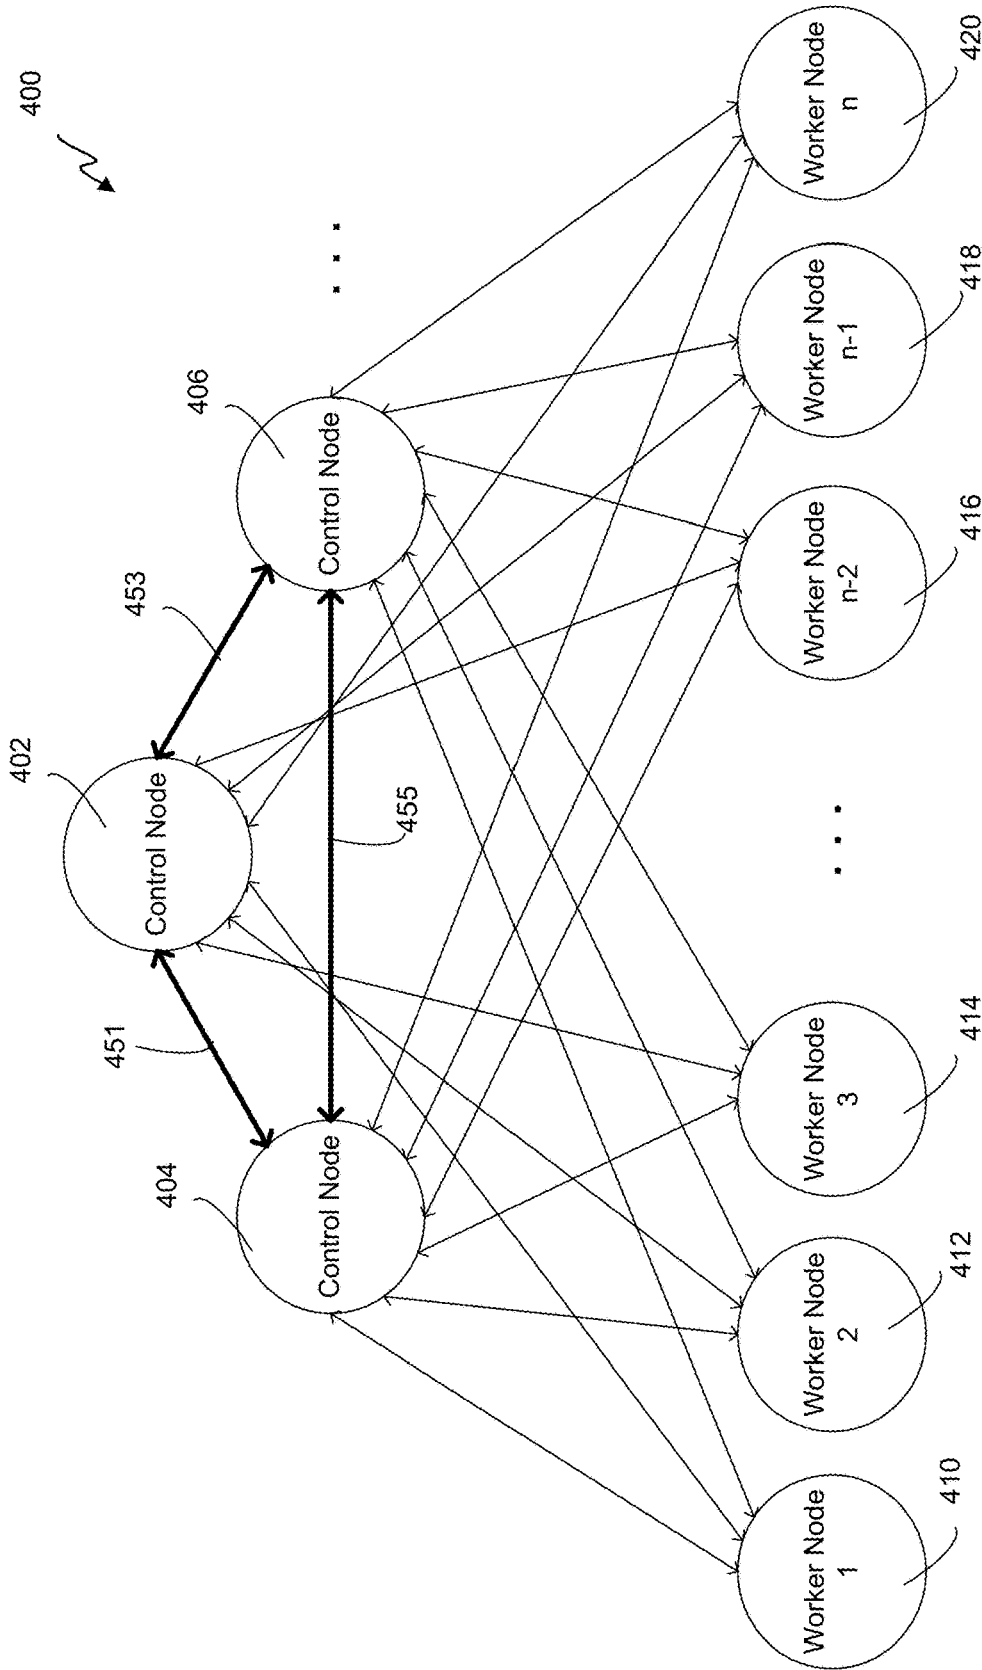 400
402
451
453
404
Control Node
406
Control Node
Control Node
455
Worker Node
1
Worker Node
2
Worker Node
3
. . .
Worker Node
n-2
Worker Node
n-1
Worker Node
n
. . .
410
412
414
416
418
420